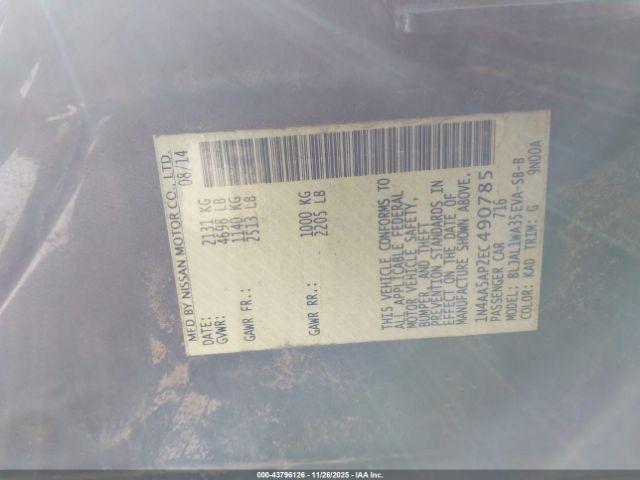 MFD BY NISSAN MOTOR CO., LTD.
DATE: 08/14
GVWR: 2131 KG
4698 LB
GAWR FR.: 1140 KG
2513 LB
GAWR RR.: 1000 KG
2205 LB
THIS VEHICLE CONFORMS TO
ALL APPLICABLE FEDERAL
MOTOR VEHICLE SAFETY,
BUMPER, AND THEFT
PREVENTION STANDARDS IN
EFFECT ON THE DATE OF
MANUFACTURE SHOWN ABOVE.
1N4AA5AP2EC490785
PASSENGER CAR 716
MODEL: BLJALJWA35EVA-SB-B
COLOR: KAD TRIM: G 9N00A
000-43796126 - 11/26/2025 - IAA Inc.